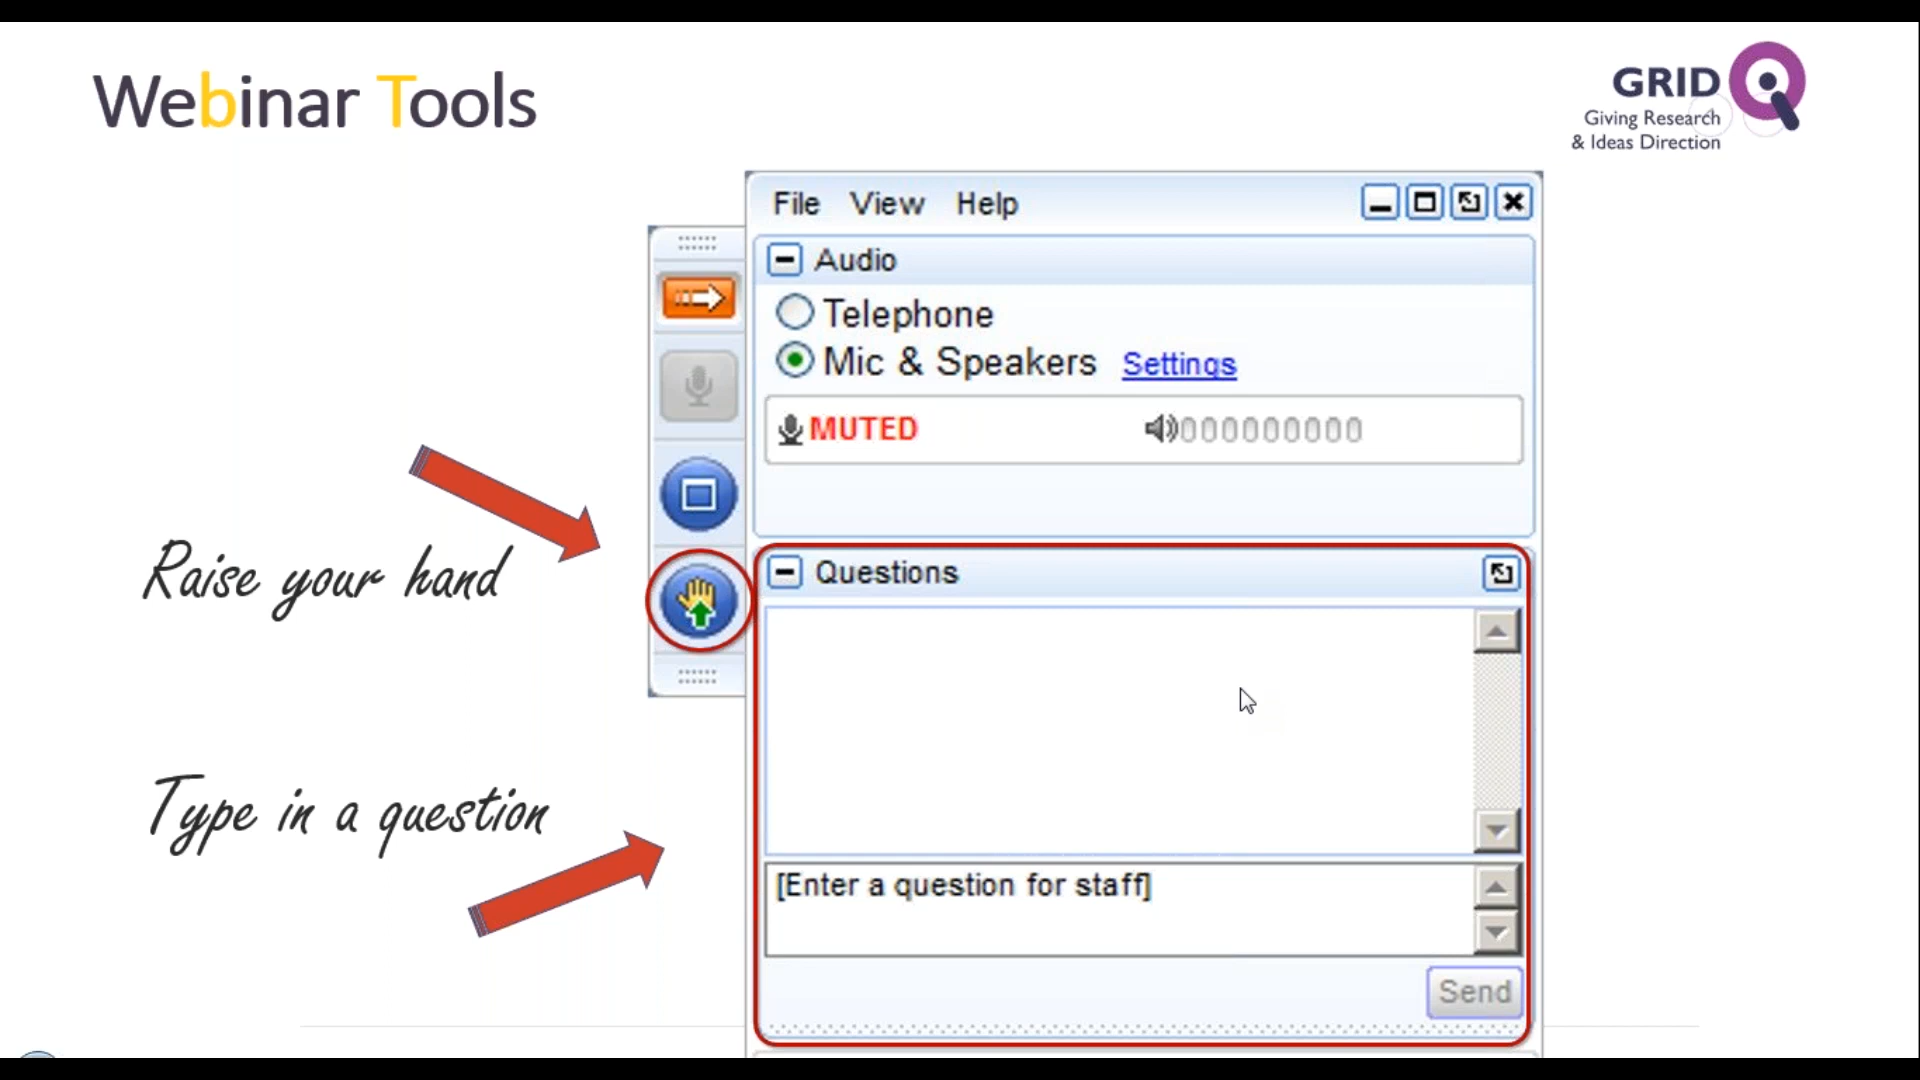 Webinar Tools
GRID
Giving Research
& Ideas Direction
File View Help
Audio
Telephone
Mic & Speakers Settings
MUTED
Raise your hand
Questions
Type in a question
[Enter a question for staff]
Send